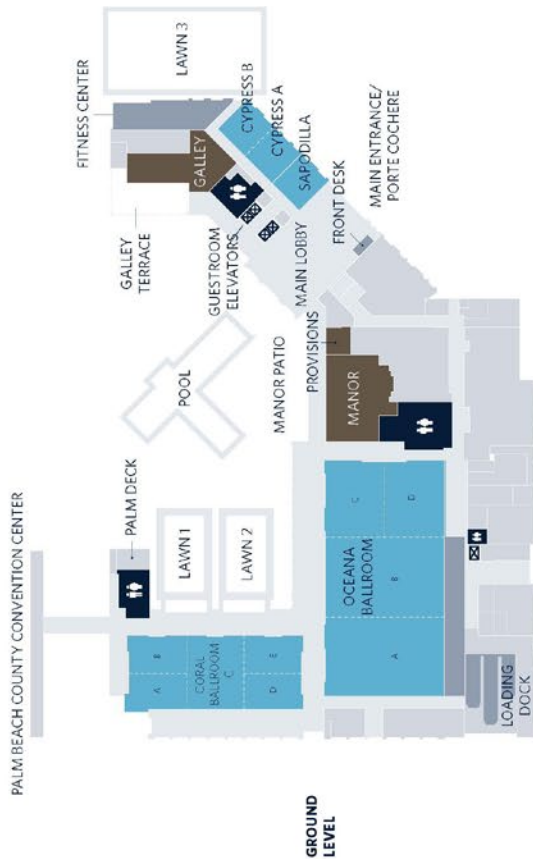 PALM BEACH COUNTY CONVENTION CENTER
PALM DECK
LAWN 1
LAWN 2
A
B
CORAL
BALLROOM
C
D
E
POOL
GALLEY
TERRACE
FITNESS CENTER
LAWN 3
GALLEY
CYPRESS B
CYPRESS A
SAPODILLA
GUESTROOM
ELEVATORS
MAIN LOBBY
FRONT DESK
MAIN ENTRANCE/
PORTE COCHERE
MANOR PATIO
PROVISIONS
MANOR
OCEANA
BALLROOM
A
B
C
D
LOADING
DOCK
GROUND
LEVEL